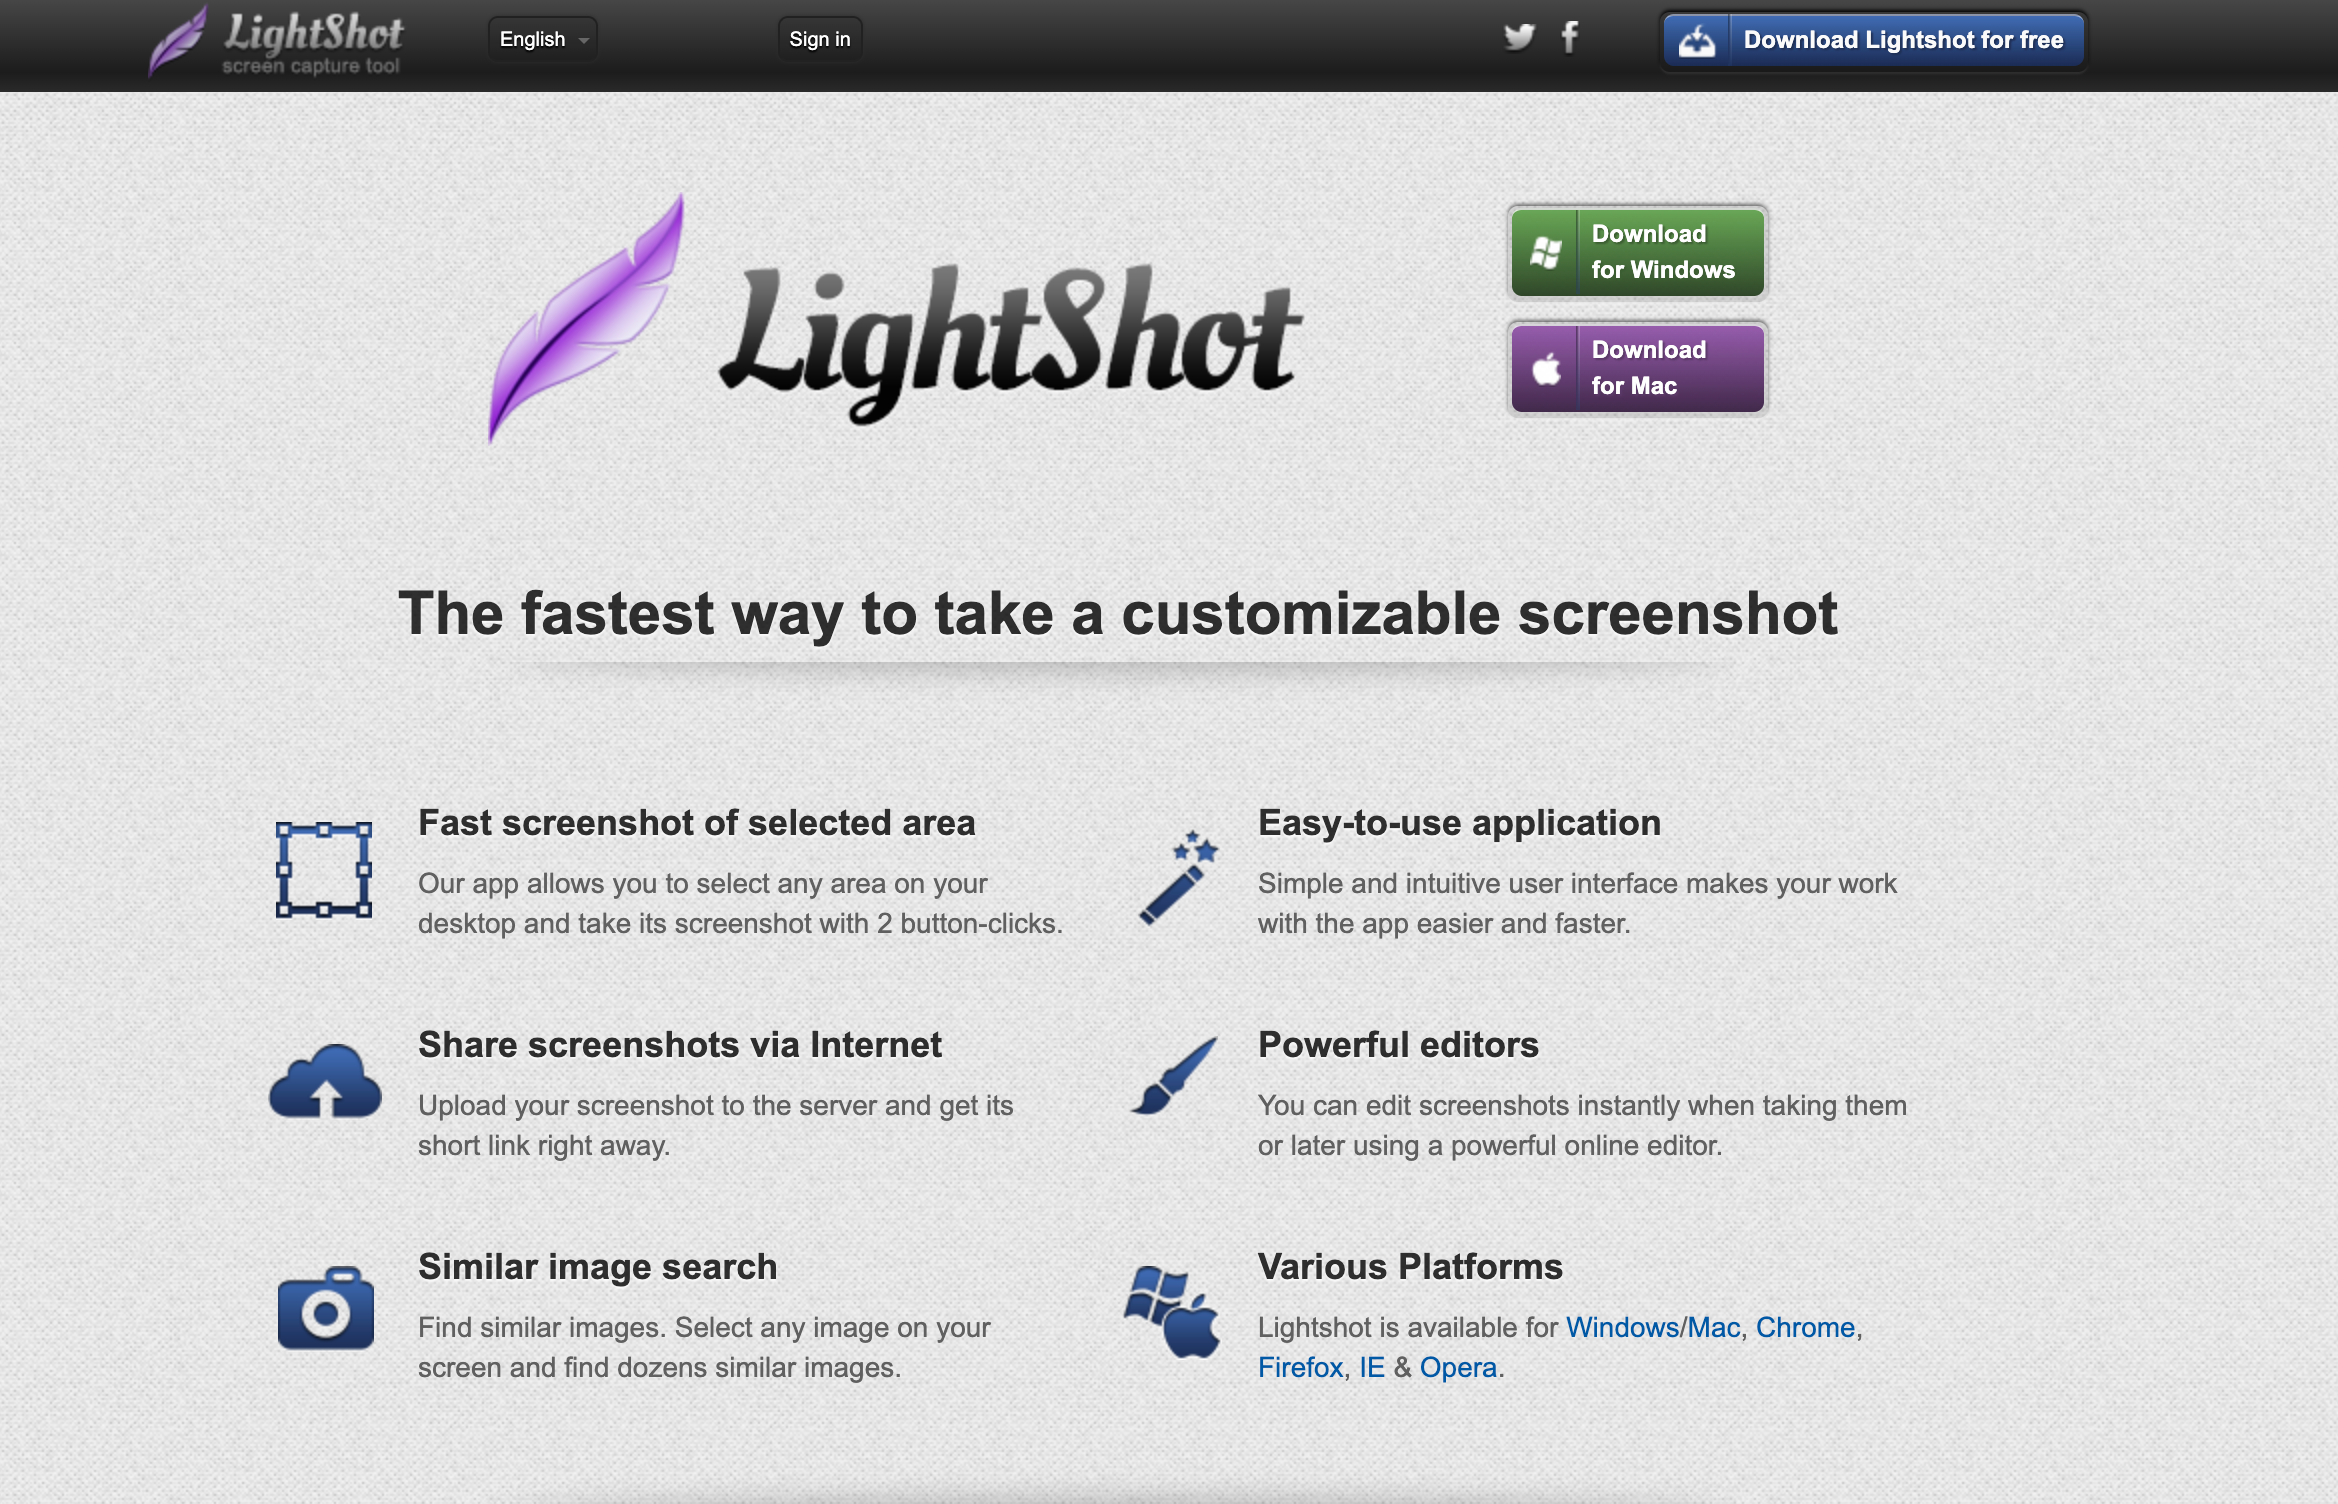 LightShot
screen capture tool
English
Sign in
Download Lightshot for free
LightShot
Download
for Windows
Download
for Mac
The fastest way to take a customizable screenshot
Fast screenshot of selected area
Our app allows you to select any area on your
desktop and take its screenshot with 2 button-clicks.
Easy-to-use application
Simple and intuitive user interface makes your work
with the app easier and faster.
Share screenshots via Internet
Upload your screenshot to the server and get its
short link right away.
Powerful editors
You can edit screenshots instantly when taking them
or later using a powerful online editor.
Similar image search
Find similar images. Select any image on your
screen and find dozens similar images.
Various Platforms
Lightshot is available for Windows/Mac, Chrome,
Firefox, IE & Opera.